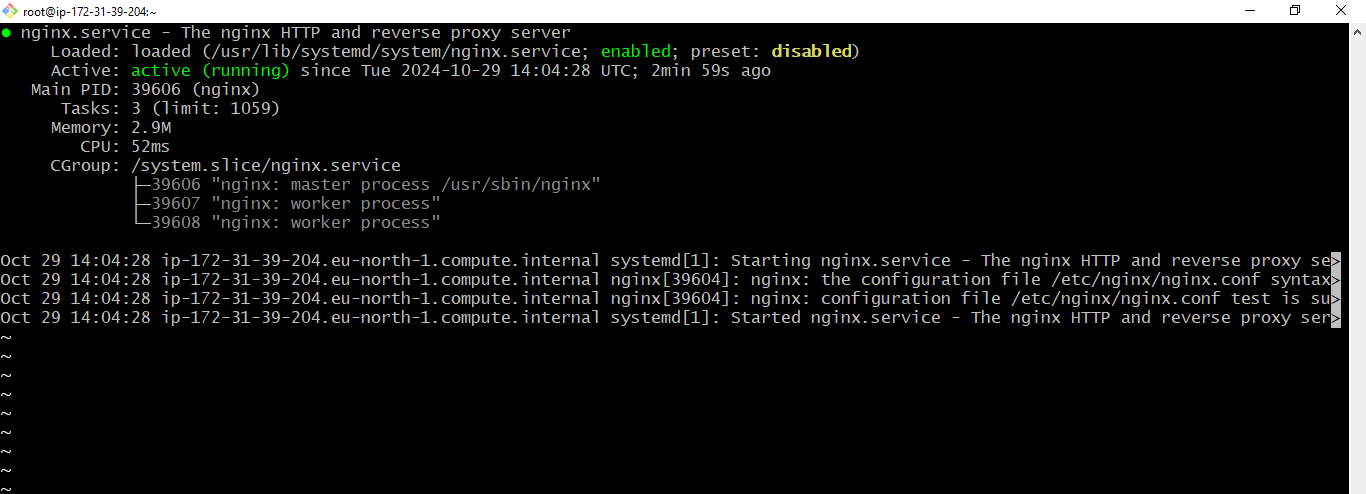 root@ip-172-31-39-204:~
● nginx.service - The nginx HTTP and reverse proxy server
Loaded: loaded (/usr/lib/systemd/system/nginx.service; enabled; preset: disabled)
Active: active (running) since Tue 2024-10-29 14:04:28 UTC; 2min 59s ago
Main PID: 39606 (nginx)
Tasks: 3 (limit: 1059)
Memory: 2.9M
CPU: 52ms
CGroup: /system.slice/nginx.service
├─39606 "nginx: master process /usr/sbin/nginx"
├─39607 "nginx: worker process"
└─39608 "nginx: worker process"
Oct 29 14:04:28 ip-172-31-39-204.eu-north-1.compute.internal systemd[1]: Starting nginx.service - The nginx HTTP and reverse proxy se>
Oct 29 14:04:28 ip-172-31-39-204.eu-north-1.compute.internal nginx[39604]: nginx: the configuration file /etc/nginx/nginx.conf syntax>
Oct 29 14:04:28 ip-172-31-39-204.eu-north-1.compute.internal nginx[39604]: nginx: configuration file /etc/nginx/nginx.conf test is su>
Oct 29 14:04:28 ip-172-31-39-204.eu-north-1.compute.internal systemd[1]: Started nginx.service - The nginx HTTP and reverse proxy ser>
~
~
~
~
~
~
~
~
~